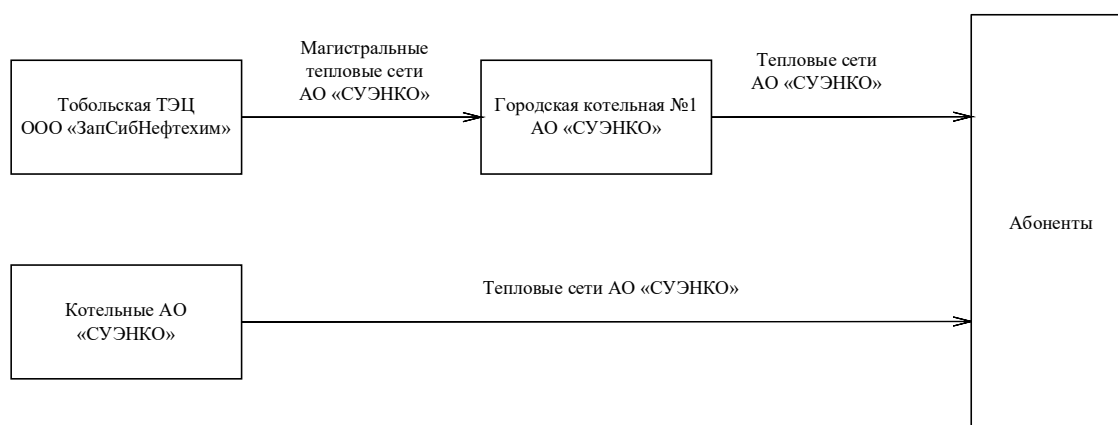 Магистральные
тепловые сети
АО «СУЭНКО»
Тепловые сети
АО «СУЭНКО»
Тобольская ТЭЦ
ООО «ЗапСибНефтехим»
Городская котельная №1
АО «СУЭНКО»
Абоненты
Тепловые сети АО «СУЭНКО»
Котельные АО
«СУЭНКО»